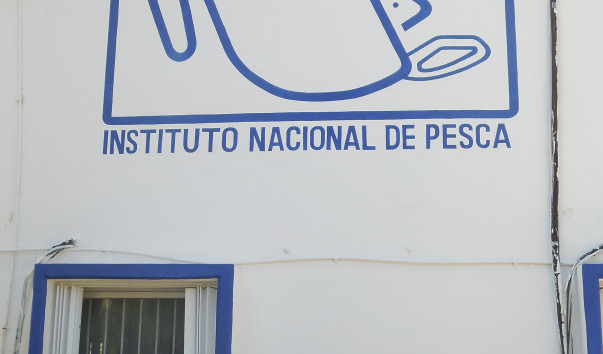 INSTITUTO NACIONAL DE PESCA